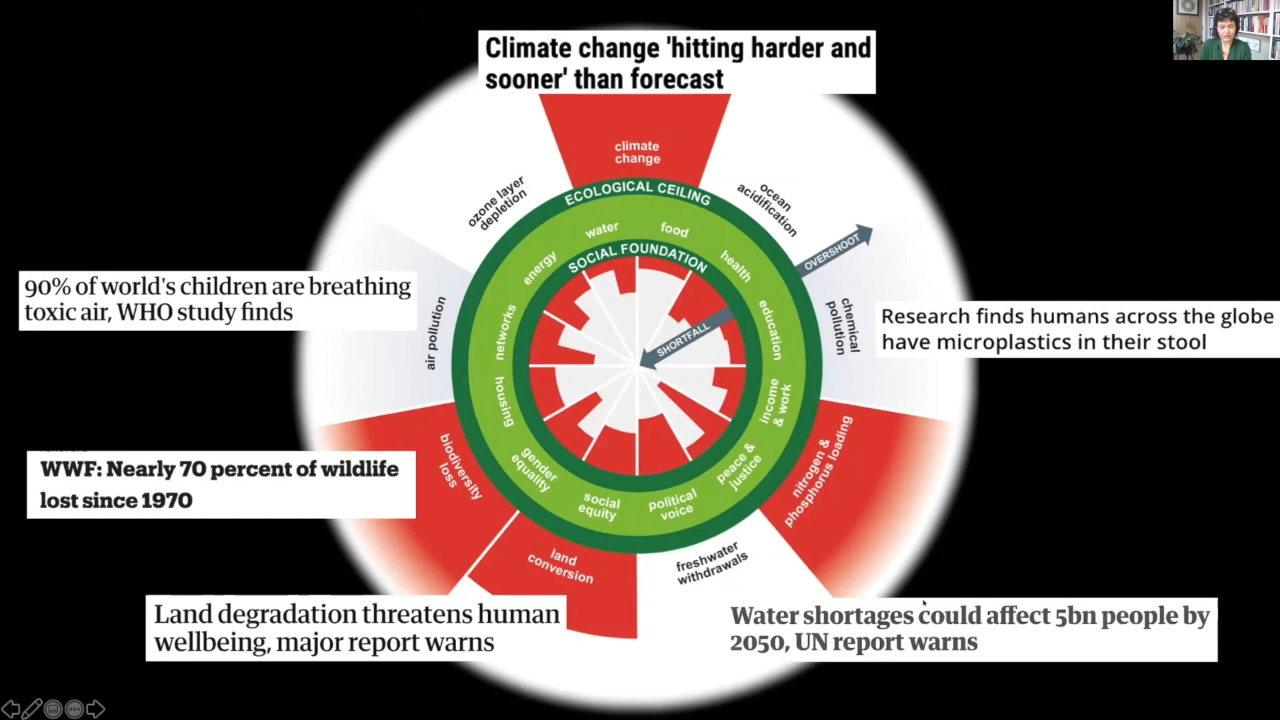 Climate change 'hitting harder and
sooner' than forecast
climate
change
ozone layer
depletion
ocean
acidification
ECOLOGICAL CEILING
water
food
energy
health
SOCIAL FOUNDATION
OVERSHOOT
90% of world's children are breathing
toxic air, WHO study finds
air pollution
networks
education
SHORTFALL
chemical
pollution
Research finds humans across the globe
have microplastics in their stool
housing
income
& work
biodiversity
loss
gender
equality
peace &
justice
nitrogen &
phosphorus loading
WWF: Nearly 70 percent of wildlife
lost since 1970
social
equity
political
voice
land
conversion
freshwater
withdrawals
Land degradation threatens human
wellbeing, major report warns
Water shortages could affect 5bn people by
2050, UN report warns